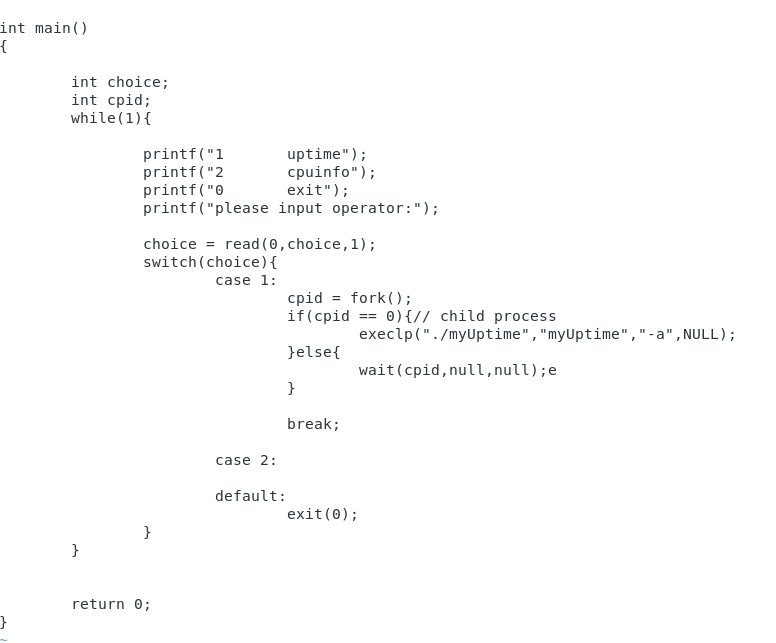 int main()
{
int choice;
int cpid;
while(1){
printf("1       uptime");
printf("2       cpuinfo");
printf("0       exit");
printf("please input operator:");
choice = read(0,choice,1);
switch(choice){
case 1:
cpid = fork();
if(cpid == 0){// child process
execlp("./myUptime","myUptime","-a",NULL);
}else{
wait(cpid,null,null);e
}
break;
case 2:
default:
exit(0);
}
}
return 0;
}
~